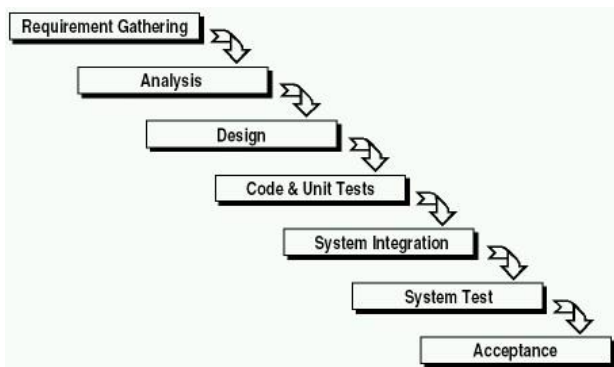 Requirement Gathering
Analysis
Design
Code & Unit Tests
System Integration
System Test
Acceptance